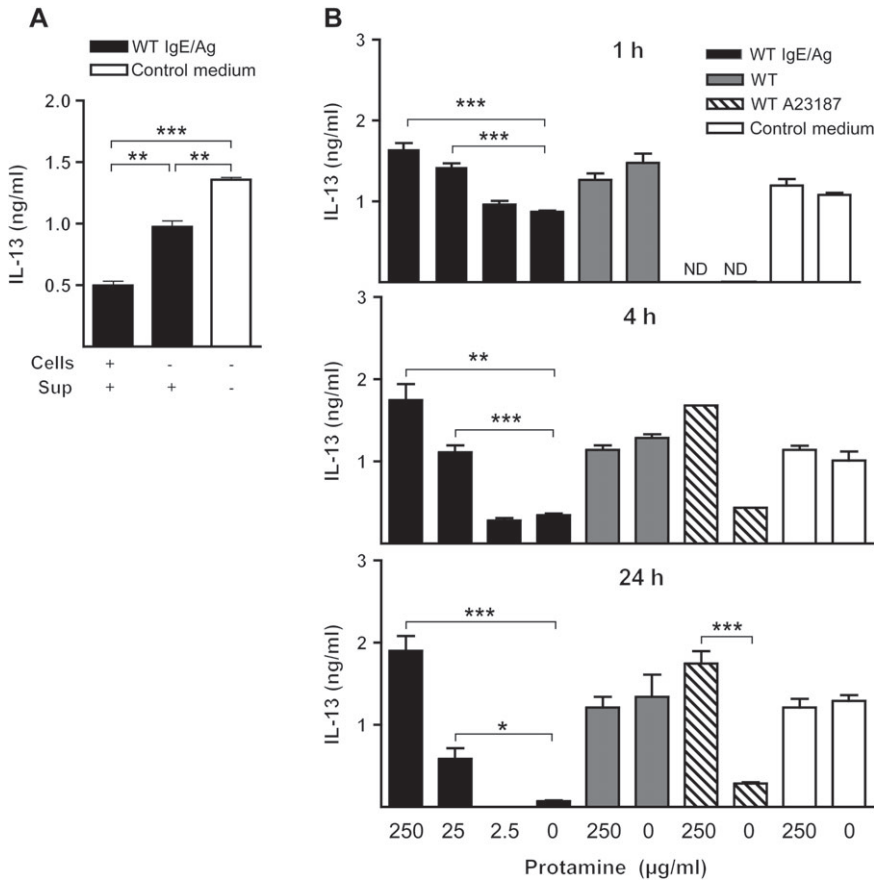 A
WT IgE/Ag
Control medium
IL-13 (ng/ml)
2.0
1.5
1.0
0.5
***
** **
Cells + - -
Sup + + -
B
1 h
WT IgE/Ag
WT
WT A23187
Control medium
IL-13 (ng/ml)
3
2
1
***
***
ND ND
4 h
IL-13 (ng/ml)
3
2
1
**
***
24 h
IL-13 (ng/ml)
3
2
1
***
***
*
250 25 2.5 0 250 0 250 0 250 0
Protamine (µg/ml)